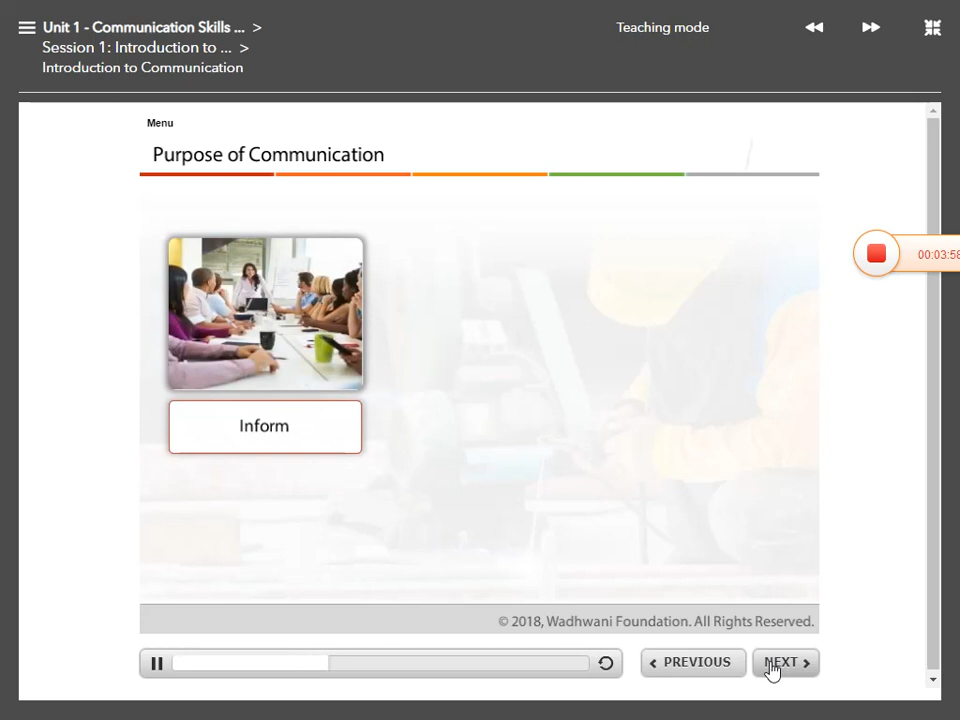 Unit 1 - Communication Skills ... >
Session 1: Introduction to ... >
Introduction to Communication
Teaching mode
Menu
Purpose of Communication
00:03:58
Inform
© 2018, Wadhwani Foundation. All Rights Reserved.
< PREVIOUS
NEXT >